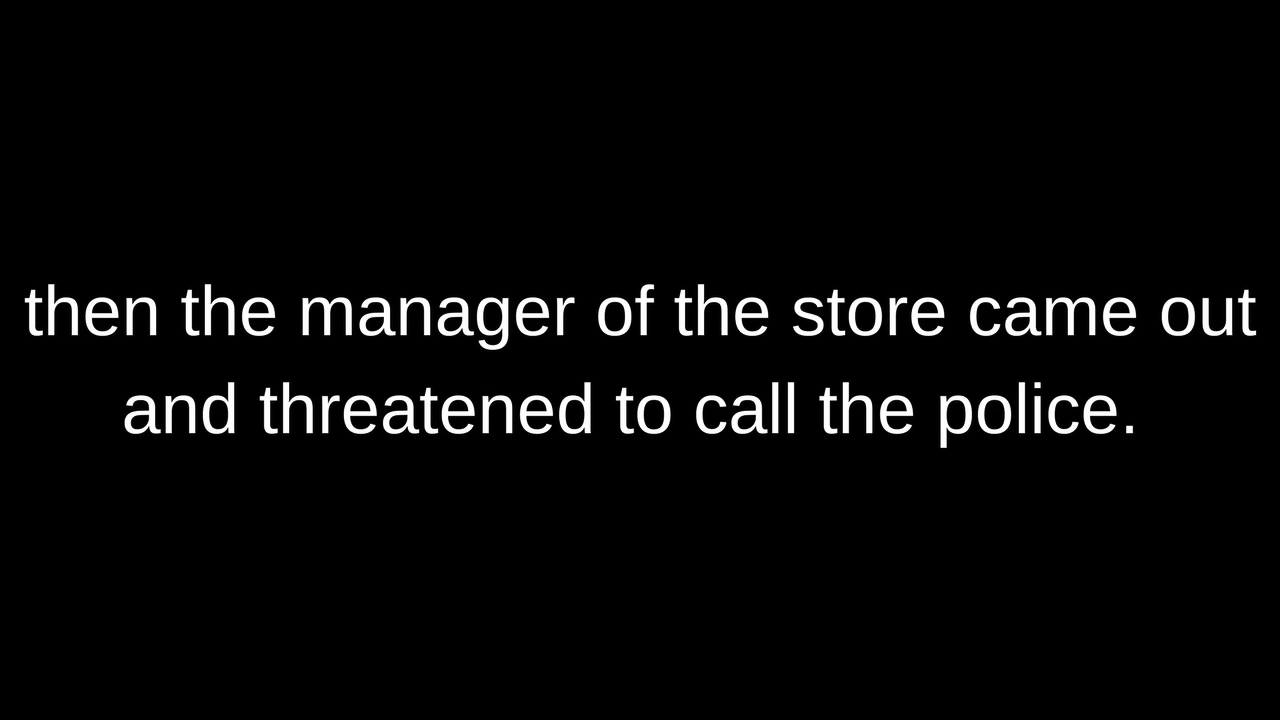 then the manager of the store came out
and threatened to call the police.